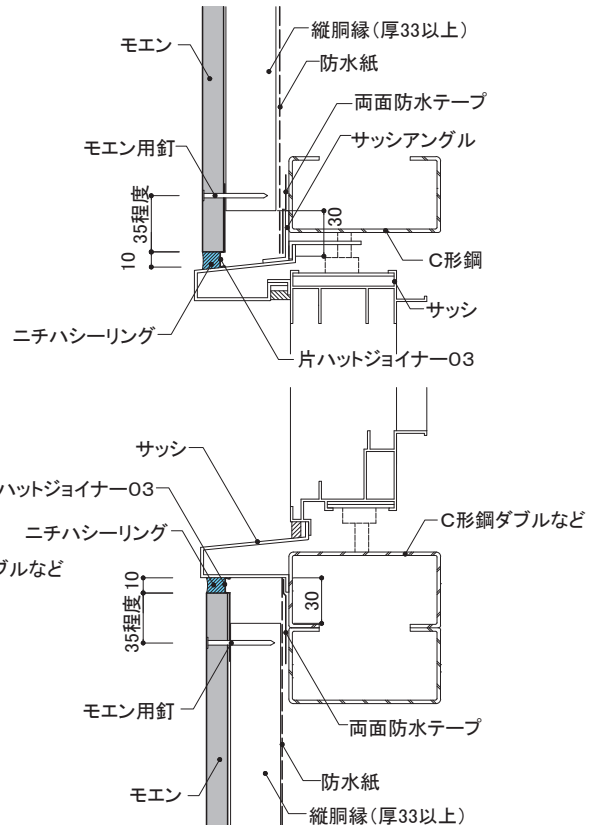 縦胴縁(厚33以上)
モエン
防水紙
両面防水テープ
サッシアングル
モエン用釘
35程度
30
10
C形鋼
サッシ
ニチハシーリング
片ハットジョイナー03
サッシ
ハットジョイナー03
ニチハシーリング
C形鋼ダブルなど
ブルなど
10
30
35程度
モエン用釘
両面防水テープ
防水紙
モエン
縦胴縁(厚33以上)